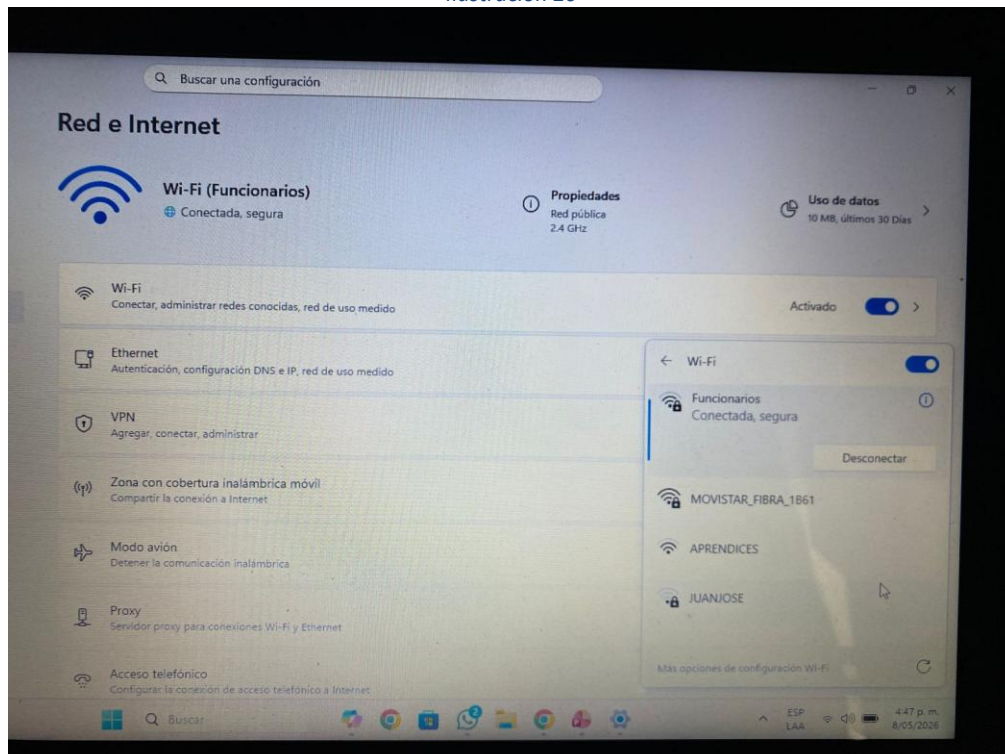 Buscar una configuración
Red e Internet
Wi-Fi (Funcionarios)
Conectada, segura
Propiedades
Red pública
2.4 GHz
Uso de datos
10 MB, últimos 30 Días
Wi-Fi
Conectar, administrar redes conocidas, red de uso medido
Activado
Ethernet
Autenticación, configuración DNS e IP, red de uso medido
VPN
Agregar, conectar, administrar
Zona con cobertura inalámbrica móvil
Compartir la conexión a Internet
Modo avión
Detener la comunicación inalámbrica
Proxy
Servidor proxy para conexiones Wi-Fi y Ethernet
Acceso telefónico
Configurar la conexión de acceso telefónico a Internet
Wi-Fi
Funcionarios
Conectada, segura
Desconectar
MOVISTAR_FIBRA_1B61
APRENDICES
JUANJOSE
Más opciones de configuración Wi-Fi
Buscar
ESP
LAA
4:47 p. m.
8/05/2026